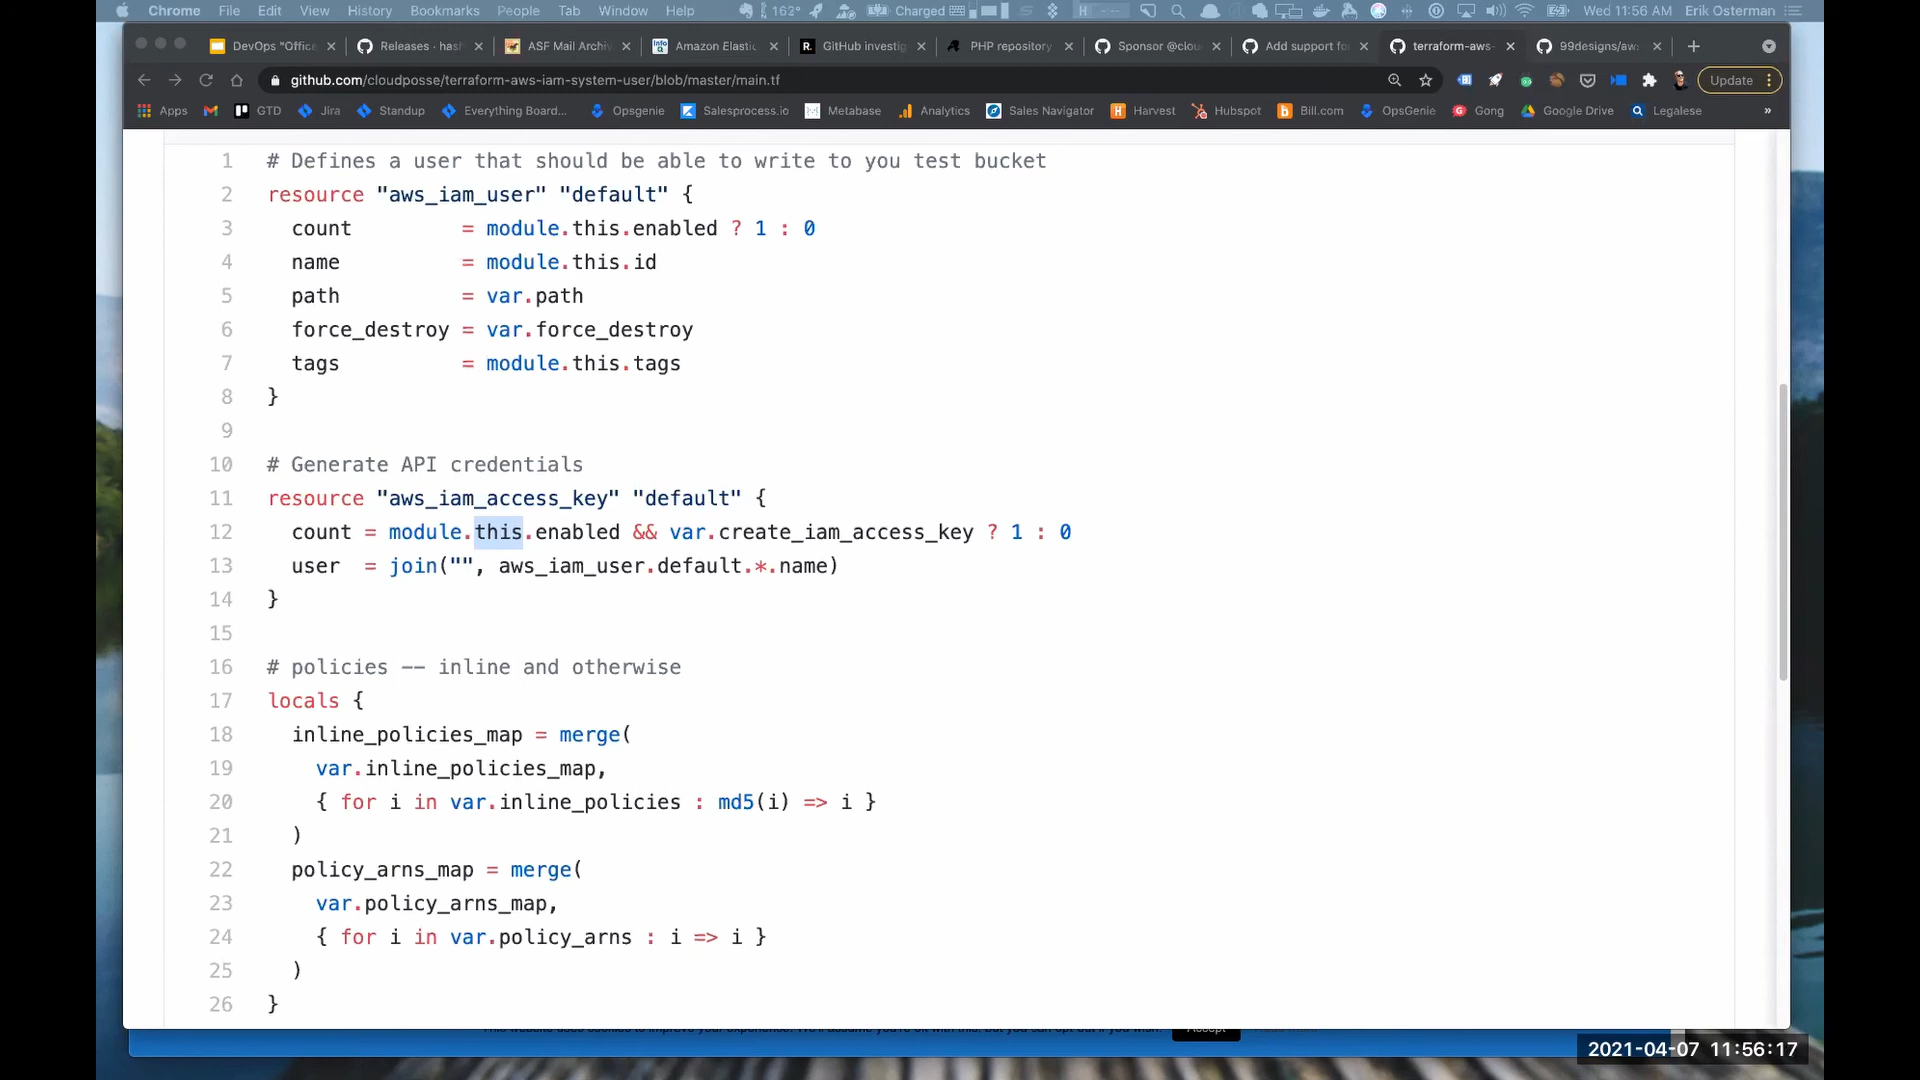 Chrome File Edit View History Bookmarks People Tab Window Help 162° Charged Wed 11:56 AM Erik Osterman
DevOps "Office Releases · hash ASF Mail Archiv Amazon Elastic GitHub investig PHP repository Sponsor @clou Add support fo terraform-aws- 99designs/aws
github.com/cloudposse/terraform-aws-iam-system-user/blob/master/main.tf Update
Apps GTD Jira Standup Everything Board... Opsgenie Salesprocess.io Metabase Analytics Sales Navigator Harvest Hubspot Bill.com OpsGenie Gong Google Drive Legalese »
1 # Defines a user that should be able to write to you test bucket
2 resource "aws_iam_user" "default" {
3 count = module.this.enabled ? 1 : 0
4 name = module.this.id
5 path = var.path
6 force_destroy = var.force_destroy
7 tags = module.this.tags
8 }
9
10 # Generate API credentials
11 resource "aws_iam_access_key" "default" {
12 count = module.this.enabled && var.create_iam_access_key ? 1 : 0
13 user = join("", aws_iam_user.default.*.name)
14 }
15
16 # policies -- inline and otherwise
17 locals {
18 inline_policies_map = merge(
19 var.inline_policies_map,
20 { for i in var.inline_policies : md5(i) => i }
21 )
22 policy_arns_map = merge(
23 var.policy_arns_map,
24 { for i in var.policy_arns : i => i }
25 )
26 }
2021-04-07 11:56:17